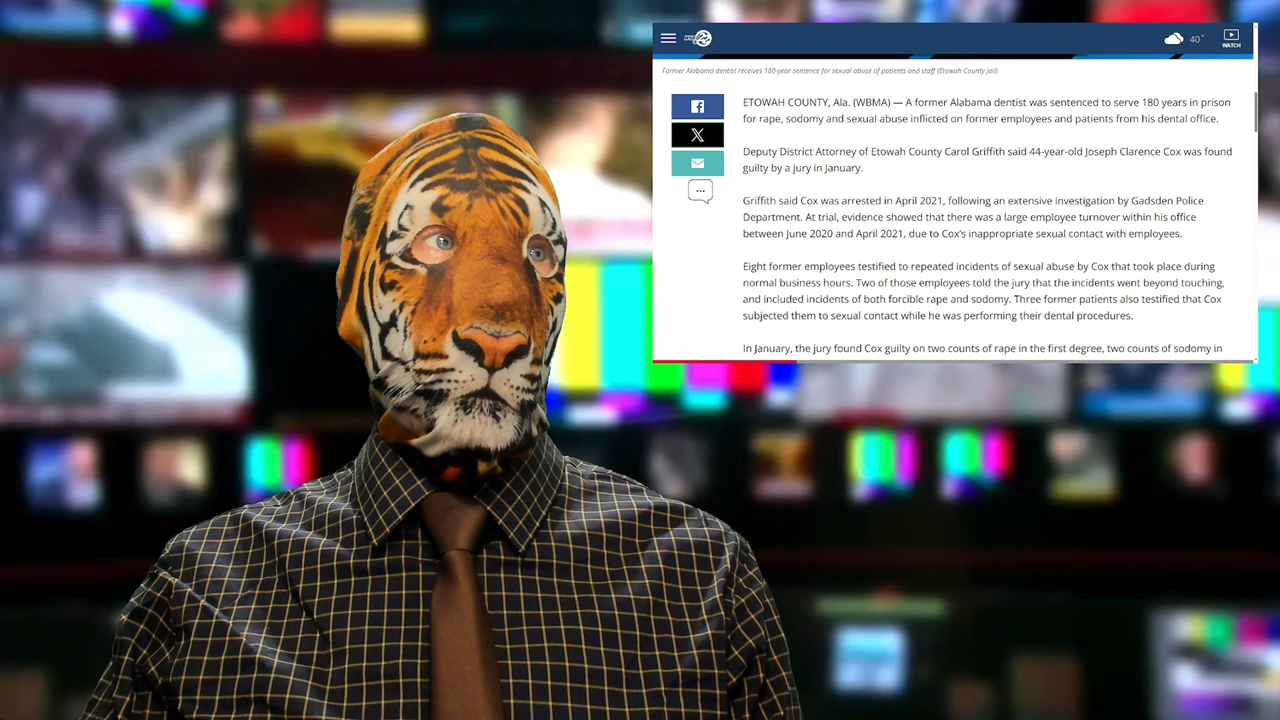 40°
WATCH
Former Alabama dentist receives 180-year sentence for sexual abuse of patients and staff (Etowah County jail)
ETOWAH COUNTY, Ala. (WBMA) — A former Alabama dentist was sentenced to serve 180 years in prison
for rape, sodomy and sexual abuse inflicted on former employees and patients from his dental office.
Deputy District Attorney of Etowah County Carol Griffith said 44-year-old Joseph Clarence Cox was found
guilty by a jury in January.
Griffith said Cox was arrested in April 2021, following an extensive investigation by Gadsden Police
Department. At trial, evidence showed that there was a large employee turnover within his office
between June 2020 and April 2021, due to Cox's inappropriate sexual contact with employees.
Eight former employees testified to repeated incidents of sexual abuse by Cox that took place during
normal business hours. Two of those employees told the jury that the incidents went beyond touching,
and included incidents of both forcible rape and sodomy. Three former patients also testified that Cox
subjected them to sexual contact while he was performing their dental procedures.
In January, the jury found Cox guilty on two counts of rape in the first degree, two counts of sodomy in